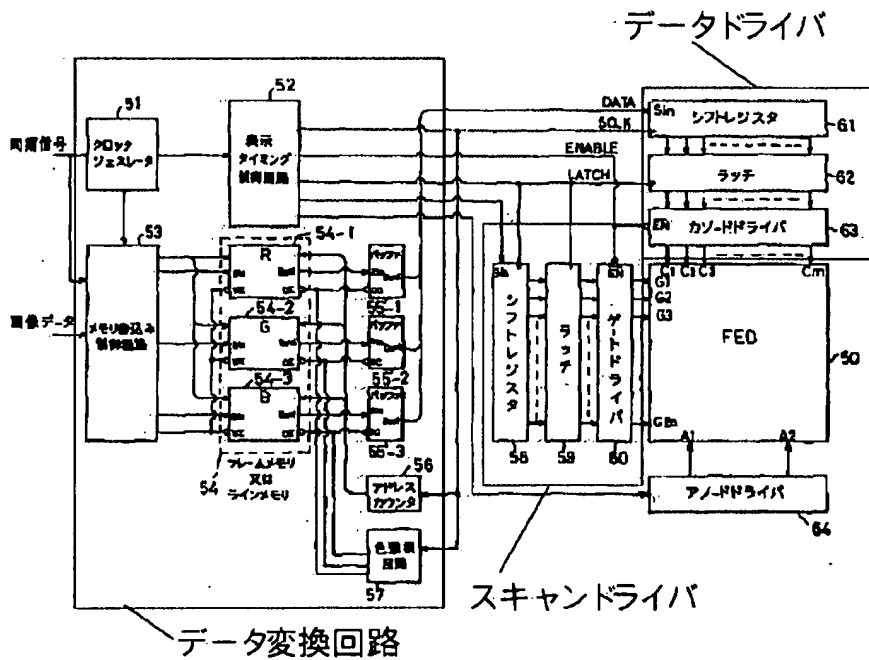 データドライバ
51
52
クロック
ジェネレータ
表示
タイミング
制御回路
同期信号
DATA
SCLK
ENABLE
LATCH
Sin
シフトレジスタ
61
ラッチ
62
EN
カソードドライバ
63
C1 C2 C3 Cm
53
54-1
R
バッファ
55-1
画像データ
メモリ書込み
制御回路
54-2
G
バッファ
55-2
54-3
B
バッファ
55-3
54
フレームメモリ
又は
ラインメモリ
56
アドレス
カウンタ
57
シフトレジスタ
58
ラッチ
59
EN
ゲートドライバ
60
G1
G2
G3
FED
50
A1 A2
アノードドライバ
64
スキャンドライバ
データ変換回路